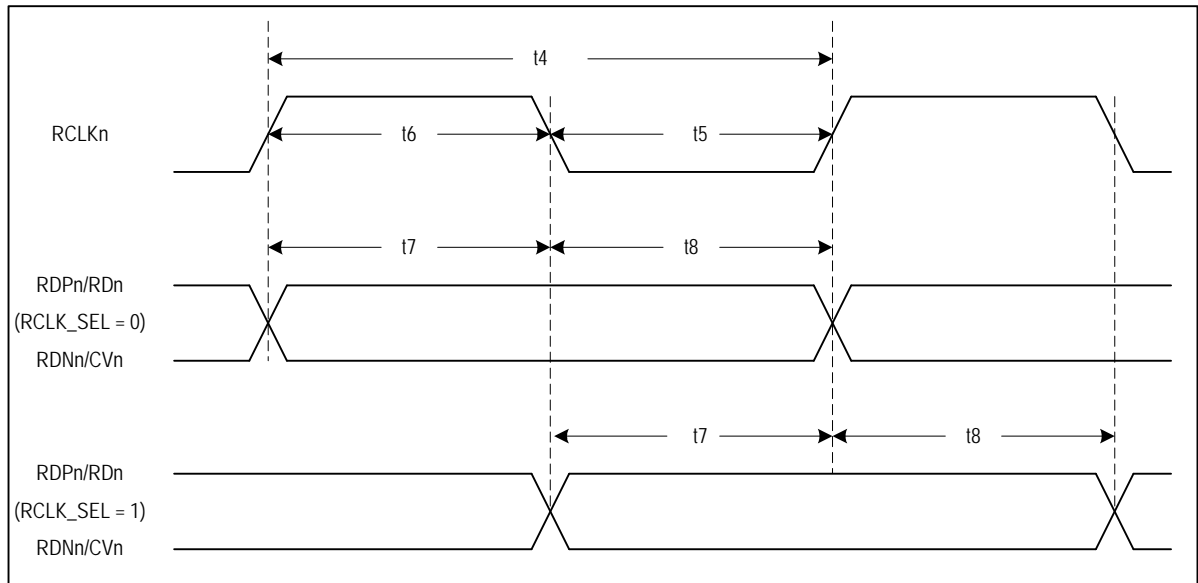 t4
RCLKn
t6
t5
t7
t8
RDPn/RDn
(RCLK_SEL = 0)
RDNn/CVn
t7
t8
RDPn/RDn
(RCLK_SEL = 1)
RDNn/CVn